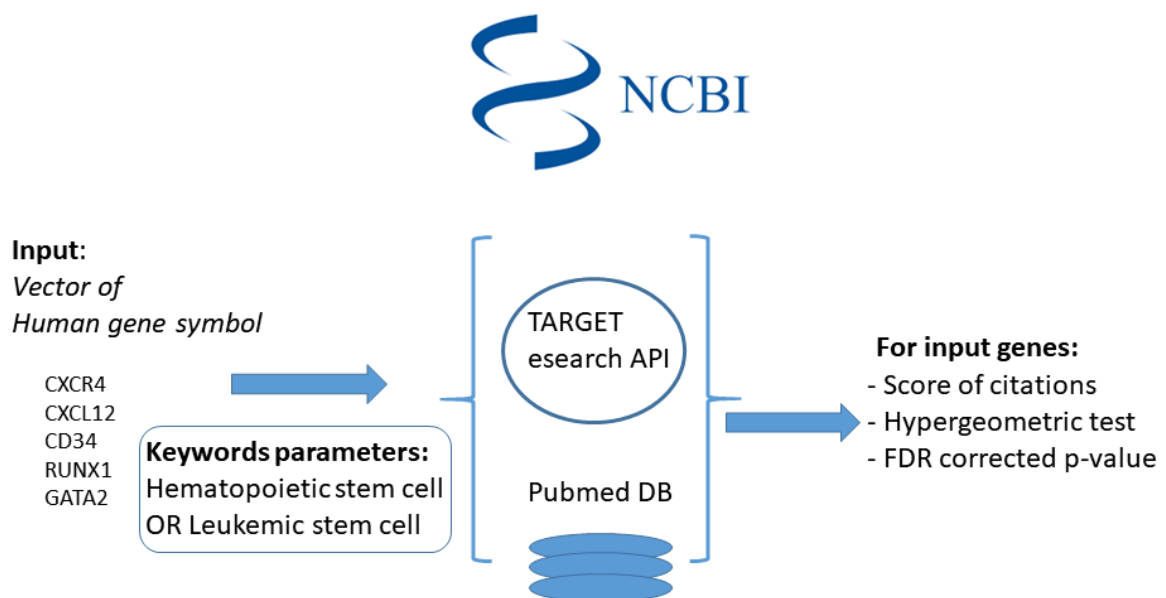 NCBI
Input:
Vector of
Human gene symbol
CXCR4
CXCL12
CD34
RUNX1
GATA2
Keywords parameters:
Hematopoietic stem cell
OR Leukemic stem cell
TARGET
esearch API
Pubmed DB
For input genes:
- Score of citations
- Hypergeometric test
- FDR corrected p-value